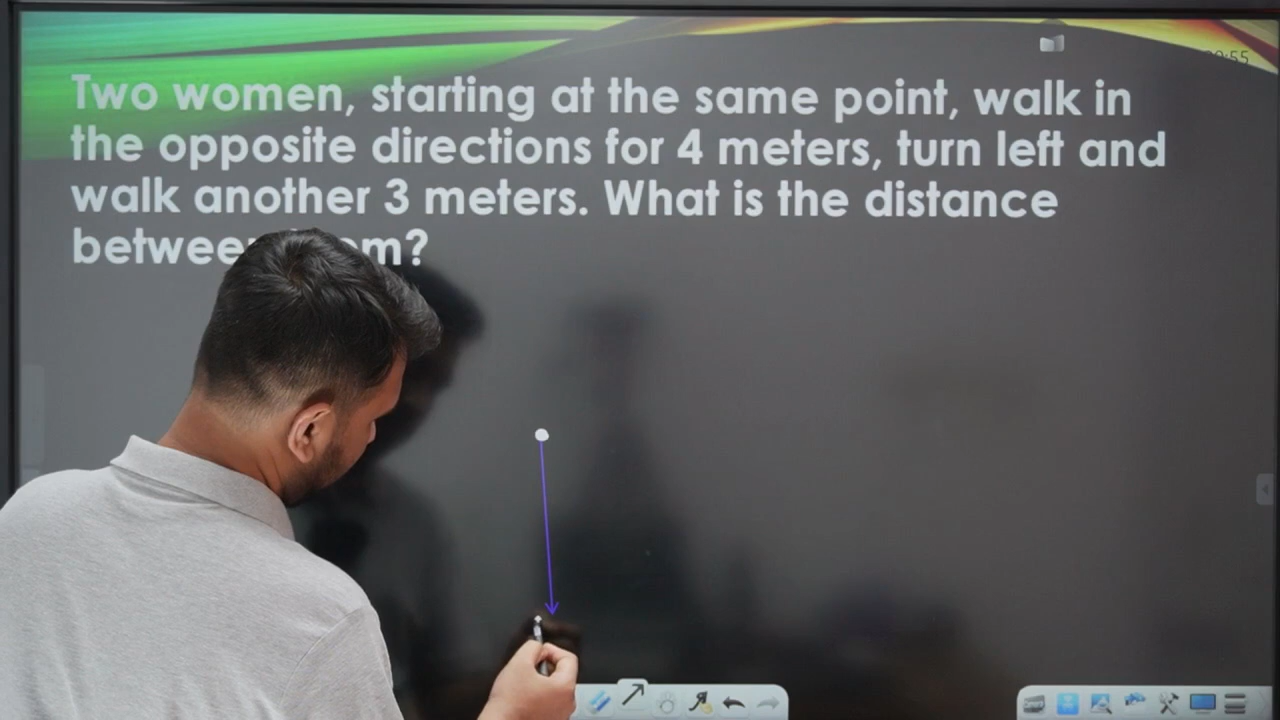 Two women, starting at the same point, walk in
the opposite directions for 4 meters, turn left and
walk another 3 meters. What is the distance